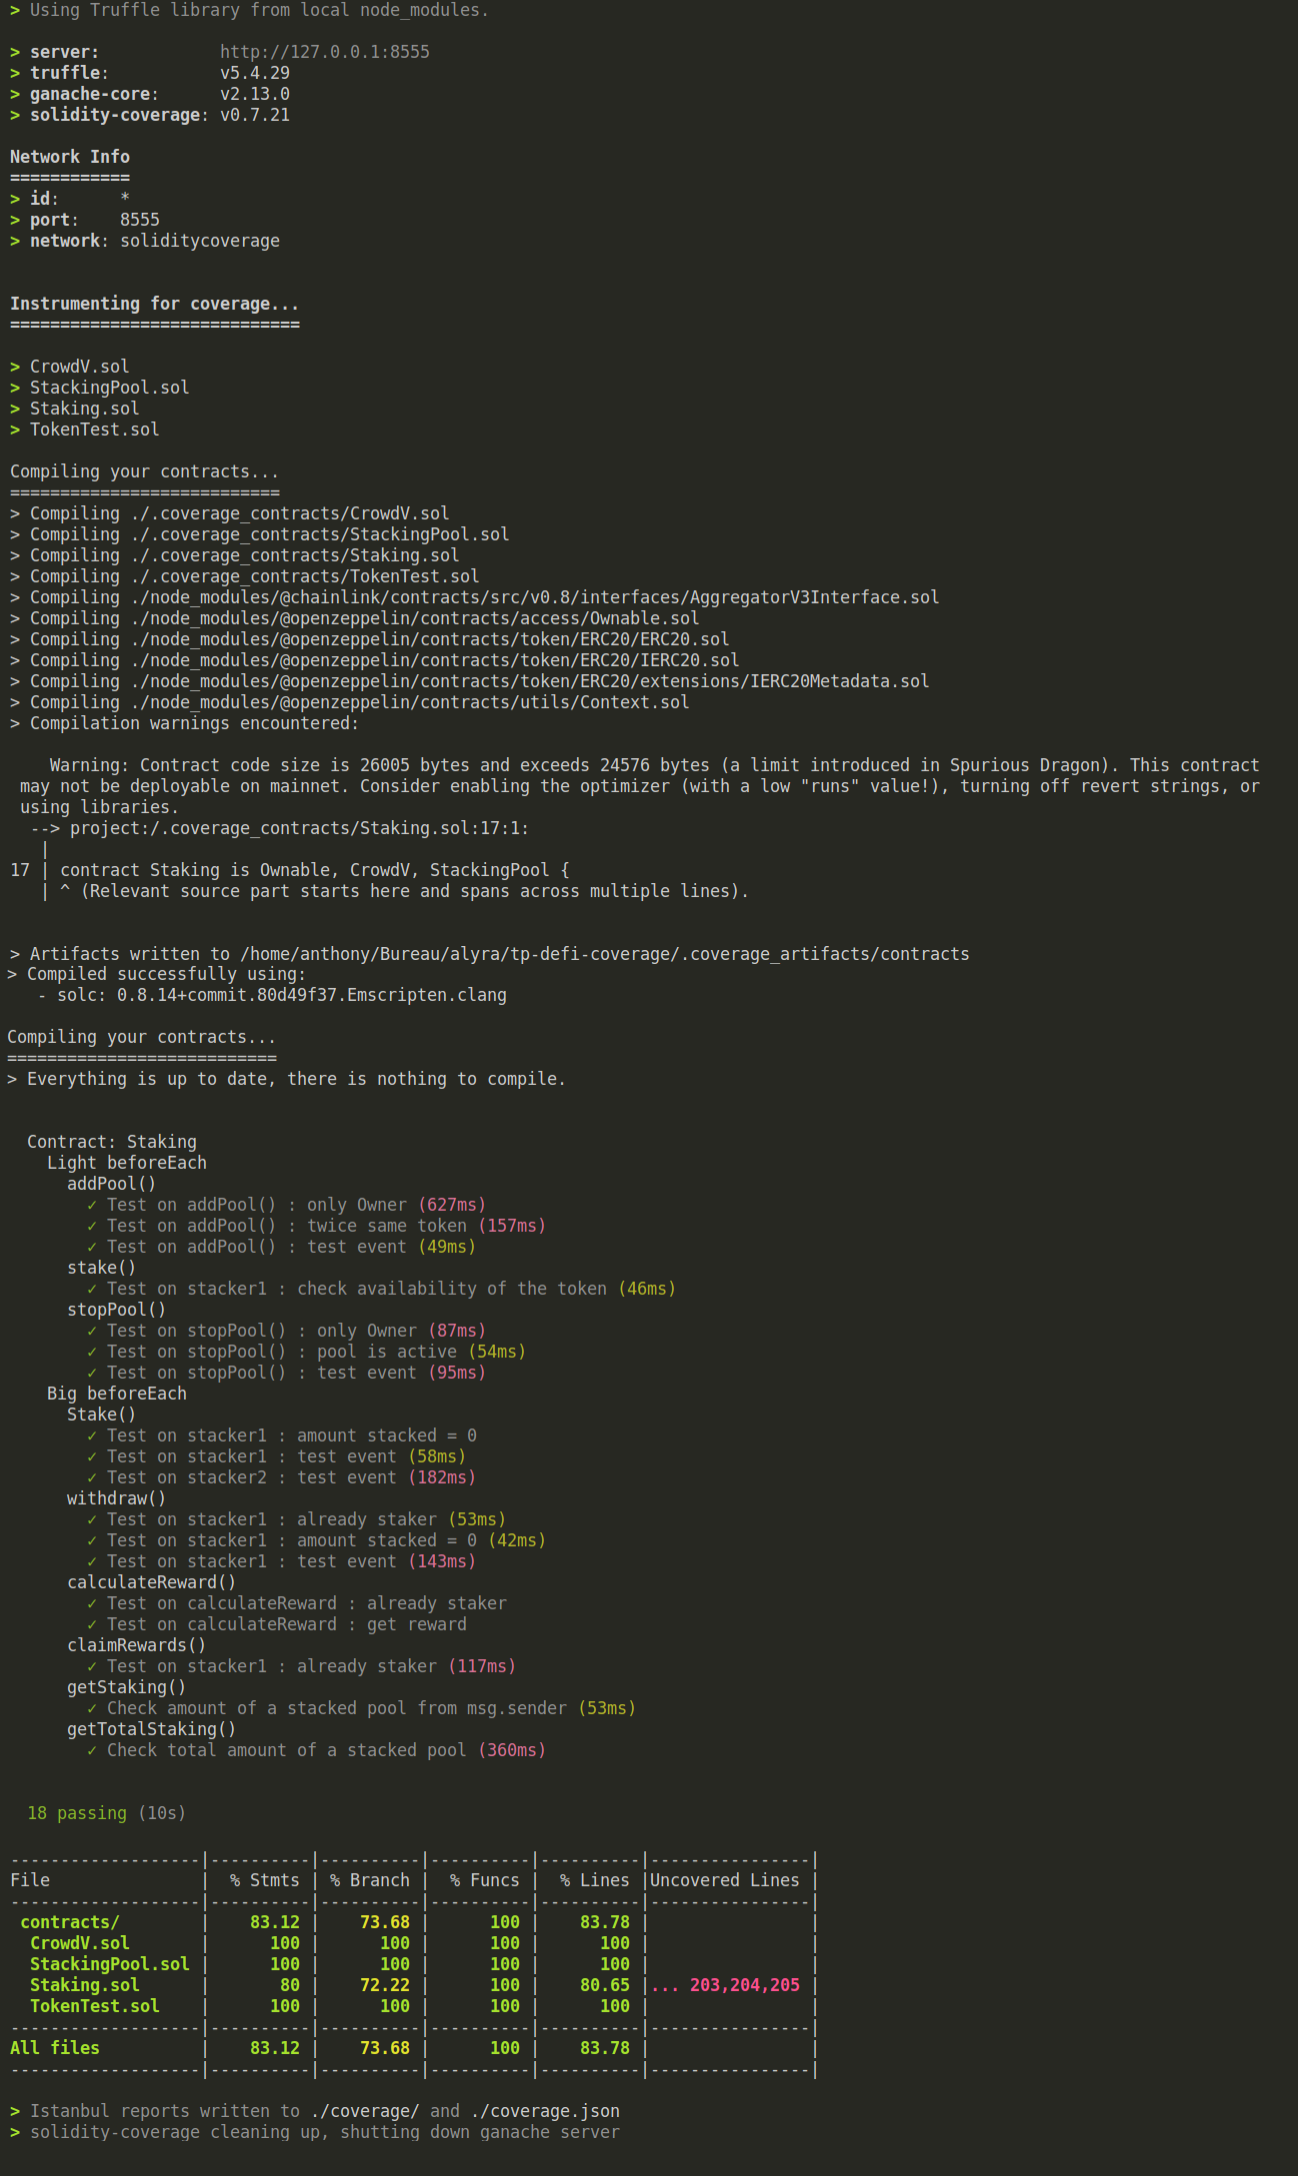 > Using Truffle library from local node_modules.
> server:            http://127.0.0.1:8555
> truffle:           v5.4.29
> ganache-core:      v2.13.0
> solidity-coverage: v0.7.21
Network Info
============
> id:      *
> port:    8555
> network: soliditycoverage
Instrumenting for coverage...
=============================
> CrowdV.sol
> StackingPool.sol
> Staking.sol
> TokenTest.sol
Compiling your contracts...
===========================
> Compiling ./.coverage_contracts/CrowdV.sol
> Compiling ./.coverage_contracts/StackingPool.sol
> Compiling ./.coverage_contracts/Staking.sol
> Compiling ./.coverage_contracts/TokenTest.sol
> Compiling ./node_modules/@chainlink/contracts/src/v0.8/interfaces/AggregatorV3Interface.sol
> Compiling ./node_modules/@openzeppelin/contracts/access/Ownable.sol
> Compiling ./node_modules/@openzeppelin/contracts/token/ERC20/ERC20.sol
> Compiling ./node_modules/@openzeppelin/contracts/token/ERC20/IERC20.sol
> Compiling ./node_modules/@openzeppelin/contracts/token/ERC20/extensions/IERC20Metadata.sol
> Compiling ./node_modules/@openzeppelin/contracts/utils/Context.sol
> Compilation warnings encountered:
    Warning: Contract code size is 26005 bytes and exceeds 24576 bytes (a limit introduced in Spurious Dragon). This contract
 may not be deployable on mainnet. Consider enabling the optimizer (with a low "runs" value!), turning off revert strings, or
 using libraries.
  --> project:/.coverage_contracts/Staking.sol:17:1:
   |
17 | contract Staking is Ownable, CrowdV, StackingPool {
   | ^ (Relevant source part starts here and spans across multiple lines).
> Artifacts written to /home/anthony/Bureau/alyra/tp-defi-coverage/.coverage_artifacts/contracts
> Compiled successfully using:
   - solc: 0.8.14+commit.80d49f37.Emscripten.clang
Compiling your contracts...
===========================
> Everything is up to date, there is nothing to compile.
  Contract: Staking
    Light beforeEach
      addPool()
        ✓ Test on addPool() : only Owner (627ms)
        ✓ Test on addPool() : twice same token (157ms)
        ✓ Test on addPool() : test event (49ms)
      stake()
        ✓ Test on stacker1 : check availability of the token (46ms)
      stopPool()
        ✓ Test on stopPool() : only Owner (87ms)
        ✓ Test on stopPool() : pool is active (54ms)
        ✓ Test on stopPool() : test event (95ms)
    Big beforeEach
      Stake()
        ✓ Test on stacker1 : amount stacked = 0
        ✓ Test on stacker1 : test event (58ms)
        ✓ Test on stacker2 : test event (182ms)
      withdraw()
        ✓ Test on stacker1 : already staker (53ms)
        ✓ Test on stacker1 : amount stacked = 0 (42ms)
        ✓ Test on stacker1 : test event (143ms)
      calculateReward()
        ✓ Test on calculateReward : already staker
        ✓ Test on calculateReward : get reward
      claimRewards()
        ✓ Test on stacker1 : already staker (117ms)
      getStaking()
        ✓ Check amount of a stacked pool from msg.sender (53ms)
      getTotalStaking()
        ✓ Check total amount of a stacked pool (360ms)
  18 passing (10s)
-------------------|----------|----------|----------|----------|----------------|
File               |  % Stmts | % Branch |  % Funcs |  % Lines |Uncovered Lines |
-------------------|----------|----------|----------|----------|----------------|
 contracts/        |    83.12 |    73.68 |      100 |    83.78 |                |
  CrowdV.sol       |      100 |      100 |      100 |      100 |                |
  StackingPool.sol |      100 |      100 |      100 |      100 |                |
  Staking.sol      |       80 |    72.22 |      100 |    80.65 |... 203,204,205 |
  TokenTest.sol    |      100 |      100 |      100 |      100 |                |
-------------------|----------|----------|----------|----------|----------------|
All files          |    83.12 |    73.68 |      100 |    83.78 |                |
-------------------|----------|----------|----------|----------|----------------|
> Istanbul reports written to ./coverage/ and ./coverage.json
> solidity-coverage cleaning up, shutting down ganache server